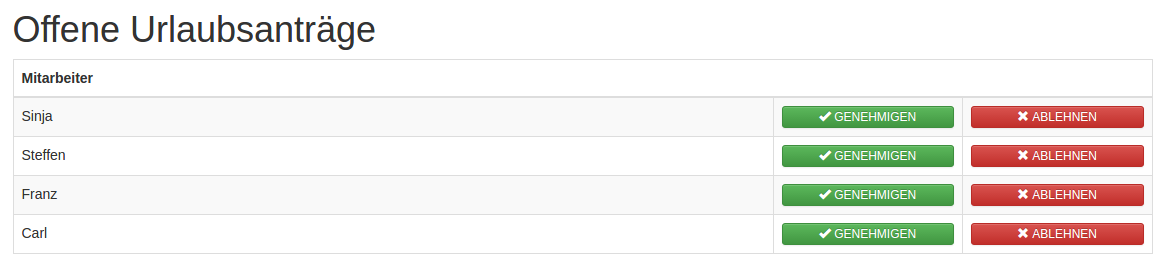 Offene Urlaubsanträge
Mitarbeiter
Sinja GENEHMIGEN ABLEHNEN
Steffen GENEHMIGEN ABLEHNEN
Franz GENEHMIGEN ABLEHNEN
Carl GENEHMIGEN ABLEHNEN